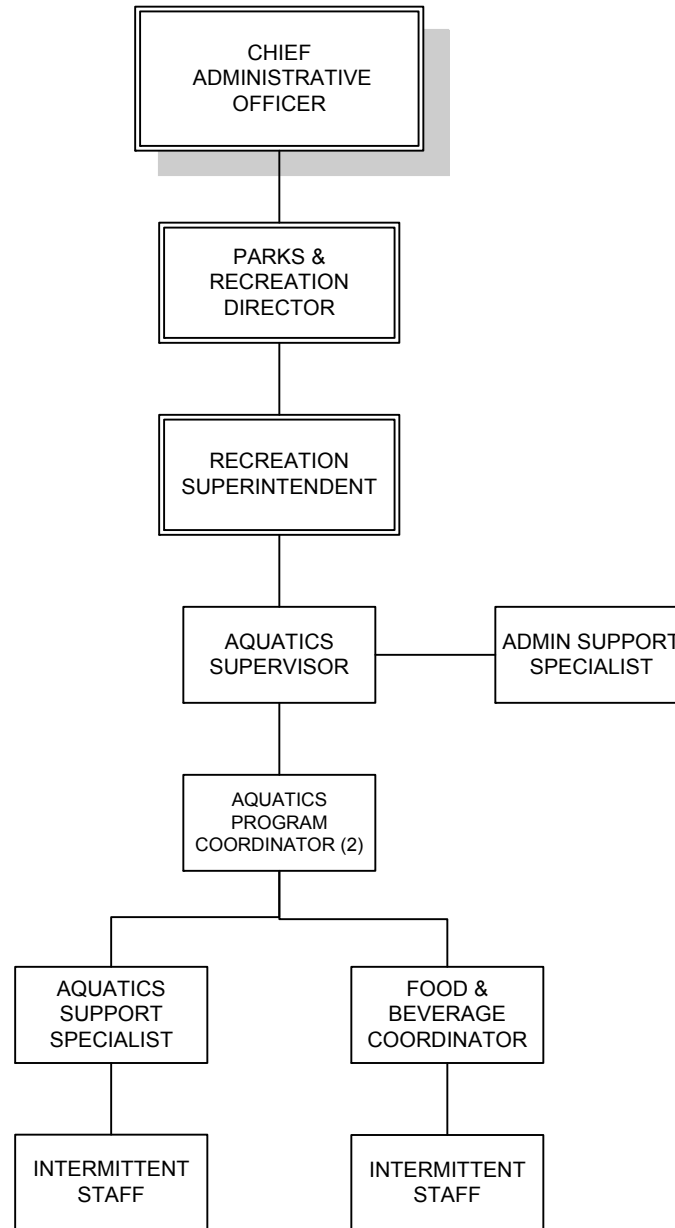 CHIEF
ADMINISTRATIVE
OFFICER
PARKS &
RECREATION
DIRECTOR
RECREATION
SUPERINTENDENT
AQUATICS
SUPERVISOR
ADMIN SUPPORT
SPECIALIST
AQUATICS
PROGRAM
COORDINATOR (2)
AQUATICS
SUPPORT
SPECIALIST
FOOD &
BEVERAGE
COORDINATOR
INTERMITTENT
STAFF
INTERMITTENT
STAFF